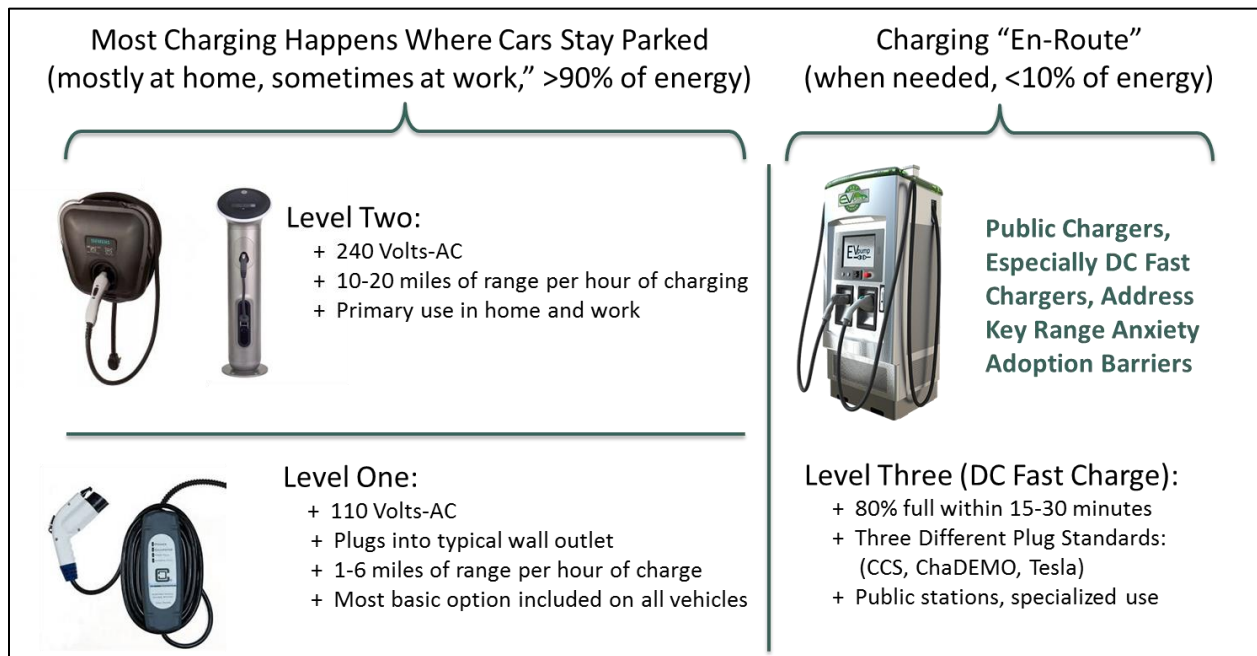 Most Charging Happens Where Cars Stay Parked
(mostly at home, sometimes at work,” >90% of energy)
Level Two:
+ 240 Volts-AC
+ 10-20 miles of range per hour of charging
+ Primary use in home and work
Level One:
+ 110 Volts-AC
+ Plugs into typical wall outlet
+ 1-6 miles of range per hour of charge
+ Most basic option included on all vehicles
Charging “En-Route”
(when needed, <10% of energy)
EV
EVpump
Public Chargers,
Especially DC Fast
Chargers, Address
Key Range Anxiety
Adoption Barriers
Level Three (DC Fast Charge):
+ 80% full within 15-30 minutes
+ Three Different Plug Standards:
(CCS, ChaDEMO, Tesla)
+ Public stations, specialized use